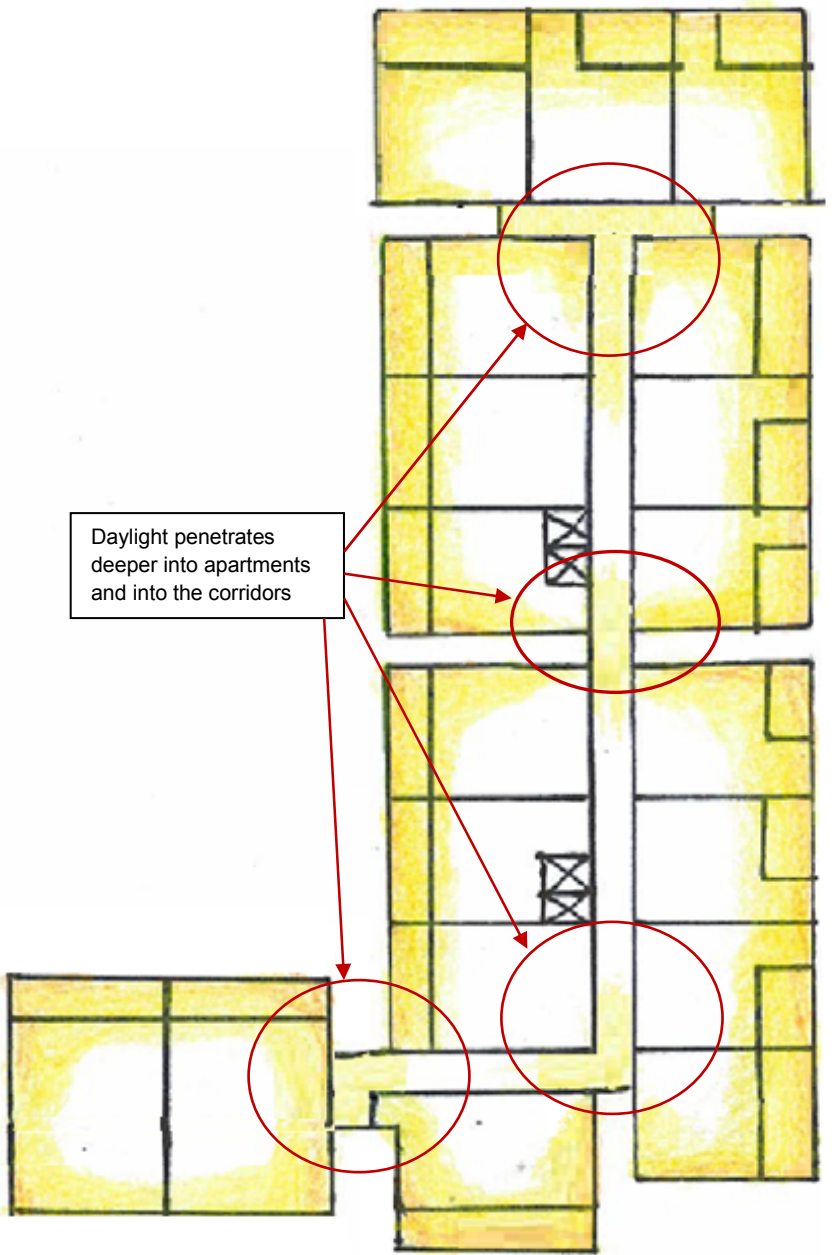 Daylight penetrates
deeper into apartments
and into the corridors